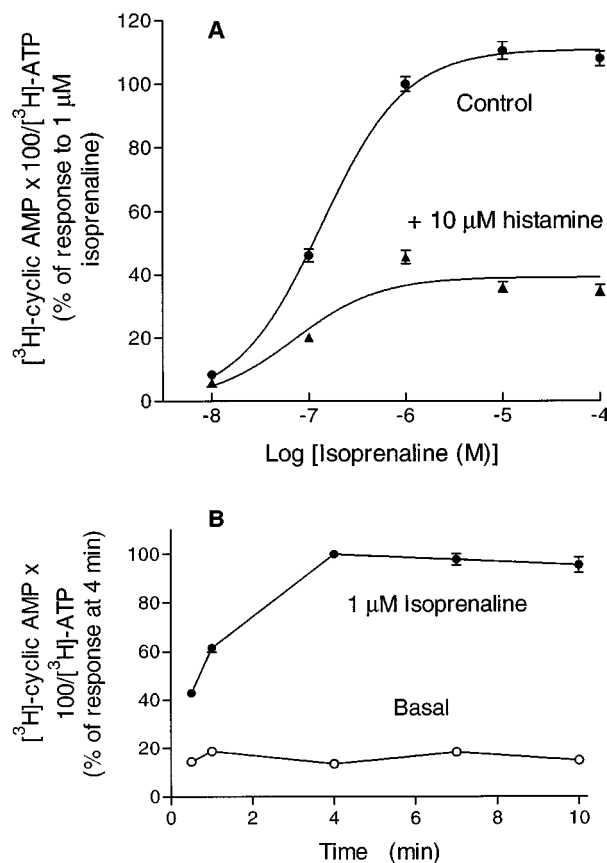 A
[³H]-cyclic AMP x 100/[³H]-ATP
(% of response to 1 µM
isoprenaline)
120
100
80
60
40
20
0
Control
+ 10 µM histamine
-8
-7
-6
-5
-4
Log [Isoprenaline (M)]
B
[³H]-cyclic AMP x
100/[³H]-ATP
(% of response at 4 min)
100
80
60
40
20
0
1 µM Isoprenaline
Basal
0
2
4
6
8
10
Time (min)